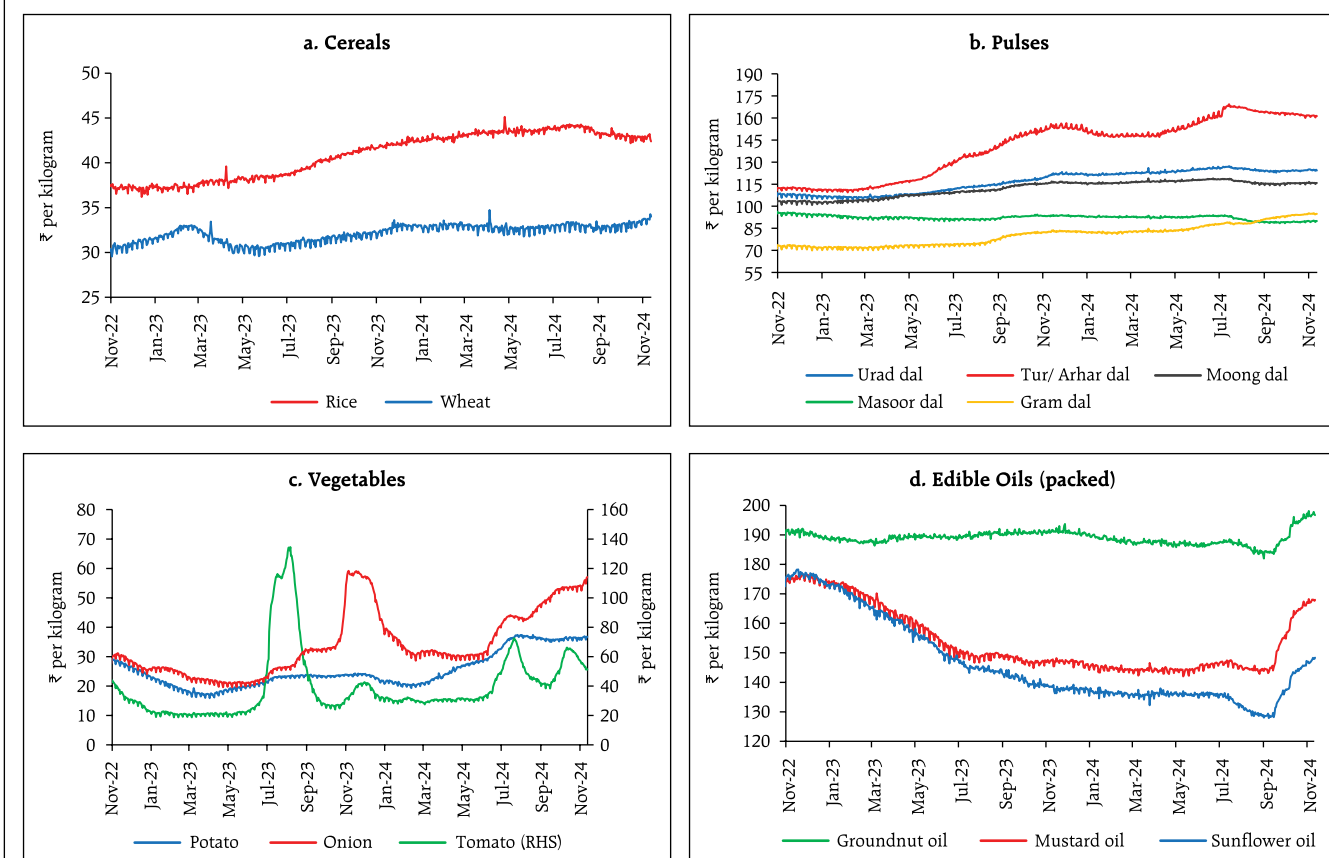 a. Cereals
₹ per kilogram
50
45
40
35
30
25
Nov-22
Jan-23
Mar-23
May-23
Jul-23
Sep-23
Nov-23
Jan-24
Mar-24
May-24
Jul-24
Sep-24
Nov-24
Rice Wheat
b. Pulses
₹ per kilogram
190
175
160
145
130
115
100
85
70
55
Nov-22
Jan-23
Mar-23
May-23
Jul-23
Sep-23
Nov-23
Jan-24
Mar-24
May-24
Jul-24
Sep-24
Nov-24
Urad dal Tur/ Arhar dal Moong dal
Masoor dal Gram dal
c. Vegetables
₹ per kilogram
80
70
60
50
40
30
20
10
0
160
140
120
100
80
60
40
20
0
₹ per kilogram
Nov-22
Jan-23
Mar-23
May-23
Jul-23
Sep-23
Nov-23
Jan-24
Mar-24
May-24
Jul-24
Sep-24
Nov-24
Potato Onion Tomato (RHS)
d. Edible Oils (packed)
₹ per kilogram
200
190
180
170
160
150
140
130
120
Nov-22
Jan-23
Mar-23
May-23
Jul-23
Sep-23
Nov-23
Jan-24
Mar-24
May-24
Jul-24
Sep-24
Nov-24
Groundnut oil Mustard oil Sunflower oil